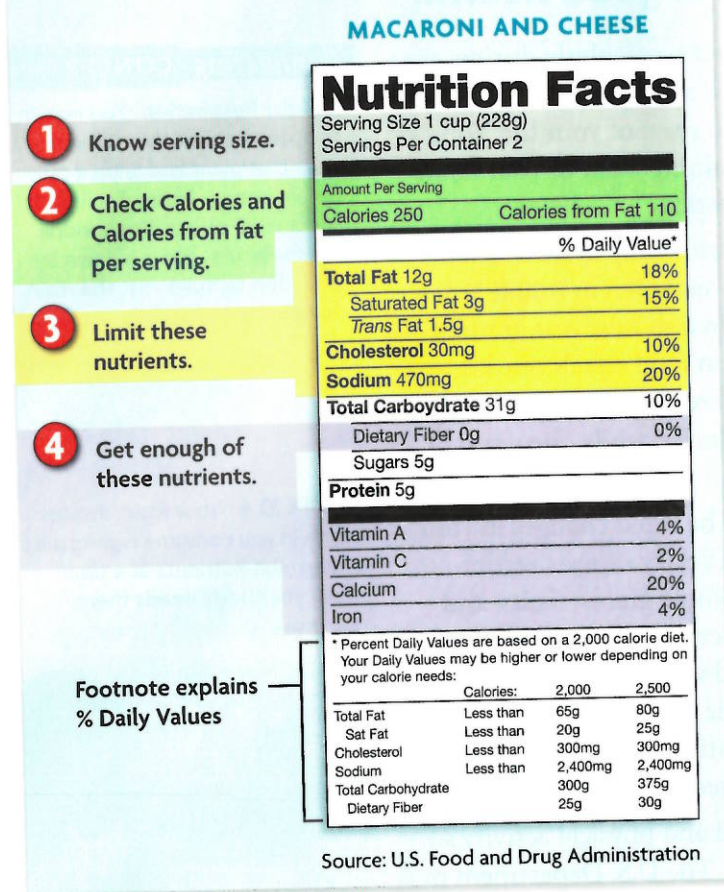 MACARONI AND CHEESE
Nutrition Facts
Serving Size 1 cup (228g)
Servings Per Container 2
1 Know serving size.
Amount Per Serving
Calories 250 Calories from Fat 110
2 Check Calories and
Calories from fat
per serving.
% Daily Value*
Total Fat 12g 18%
Saturated Fat 3g 15%
Trans Fat 1.5g
Cholesterol 30mg 10%
Sodium 470mg 20%
3 Limit these
nutrients.
Total Carboydrate 31g 10%
Dietary Fiber 0g 0%
Sugars 5g
Protein 5g
4 Get enough of
these nutrients.
Vitamin A 4%
Vitamin C 2%
Calcium 20%
Iron 4%
* Percent Daily Values are based on a 2,000 calorie diet.
Your Daily Values may be higher or lower depending on
your calorie needs:
Calories: 2,000 2,500
Total Fat Less than 65g 80g
Sat Fat Less than 20g 25g
Cholesterol Less than 300mg 300mg
Sodium Less than 2,400mg 2,400mg
Total Carbohydrate 300g 375g
Dietary Fiber 25g 30g
Footnote explains
% Daily Values
Source: U.S. Food and Drug Administration